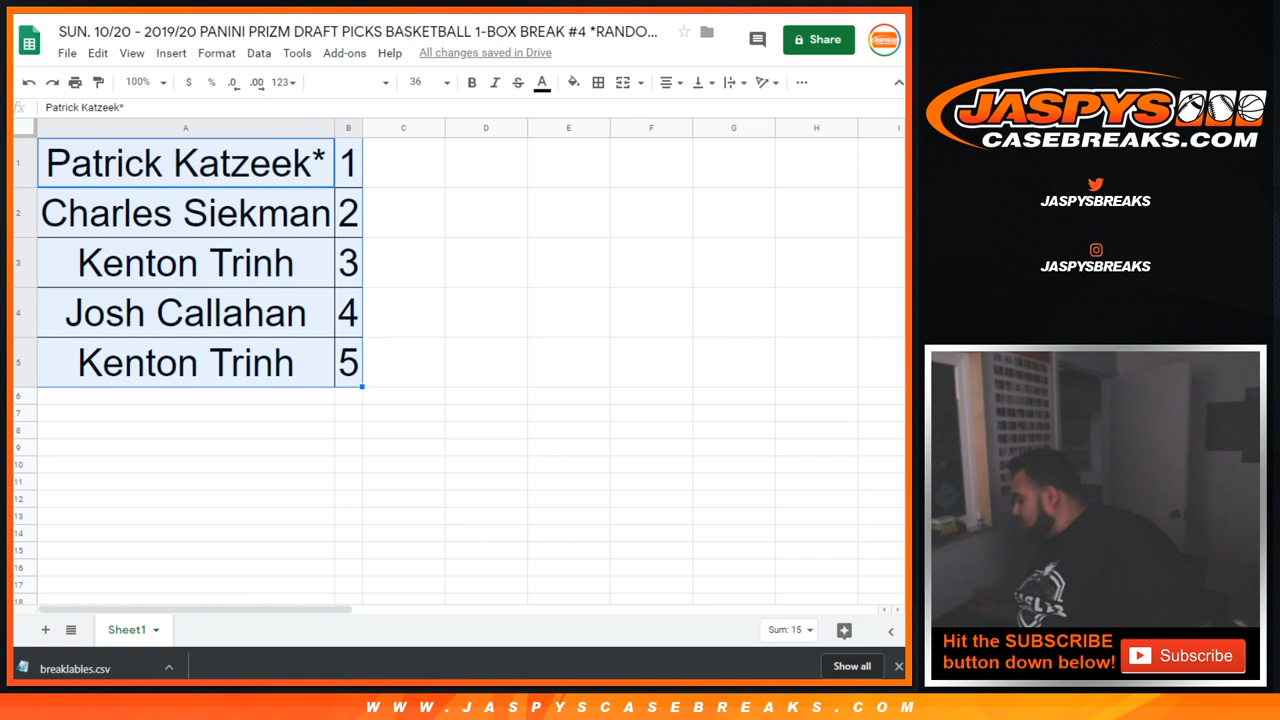 SUN. 10/20 - 2019/20 PANINI PRIZM DRAFT PICKS BASKETBALL 1-BOX BREAK #4 *RANDO...
Share
File Edit View Insert Format Data Tools Add-ons Help All changes saved in Drive
100% $ % .0 .00 123 36 B I S A
fx Patrick Katzeek*
A B C D E F G H I
1 Patrick Katzeek* 1
2 Charles Siekman 2
3 Kenton Trinh 3
4 Josh Callahan 4
5 Kenton Trinh 5
6
7
8
9
10
11
12
13
14
15
16
17
18
Sheet1
Sum: 15
breaklables.csv
Show all
JASPYS
CASEBREAKS.COM
JASPYSBREAKS
JASPYSBREAKS
Hit the SUBSCRIBE
button down below!
Subscribe
WWW.JASPYSCASEBREAKS.COM